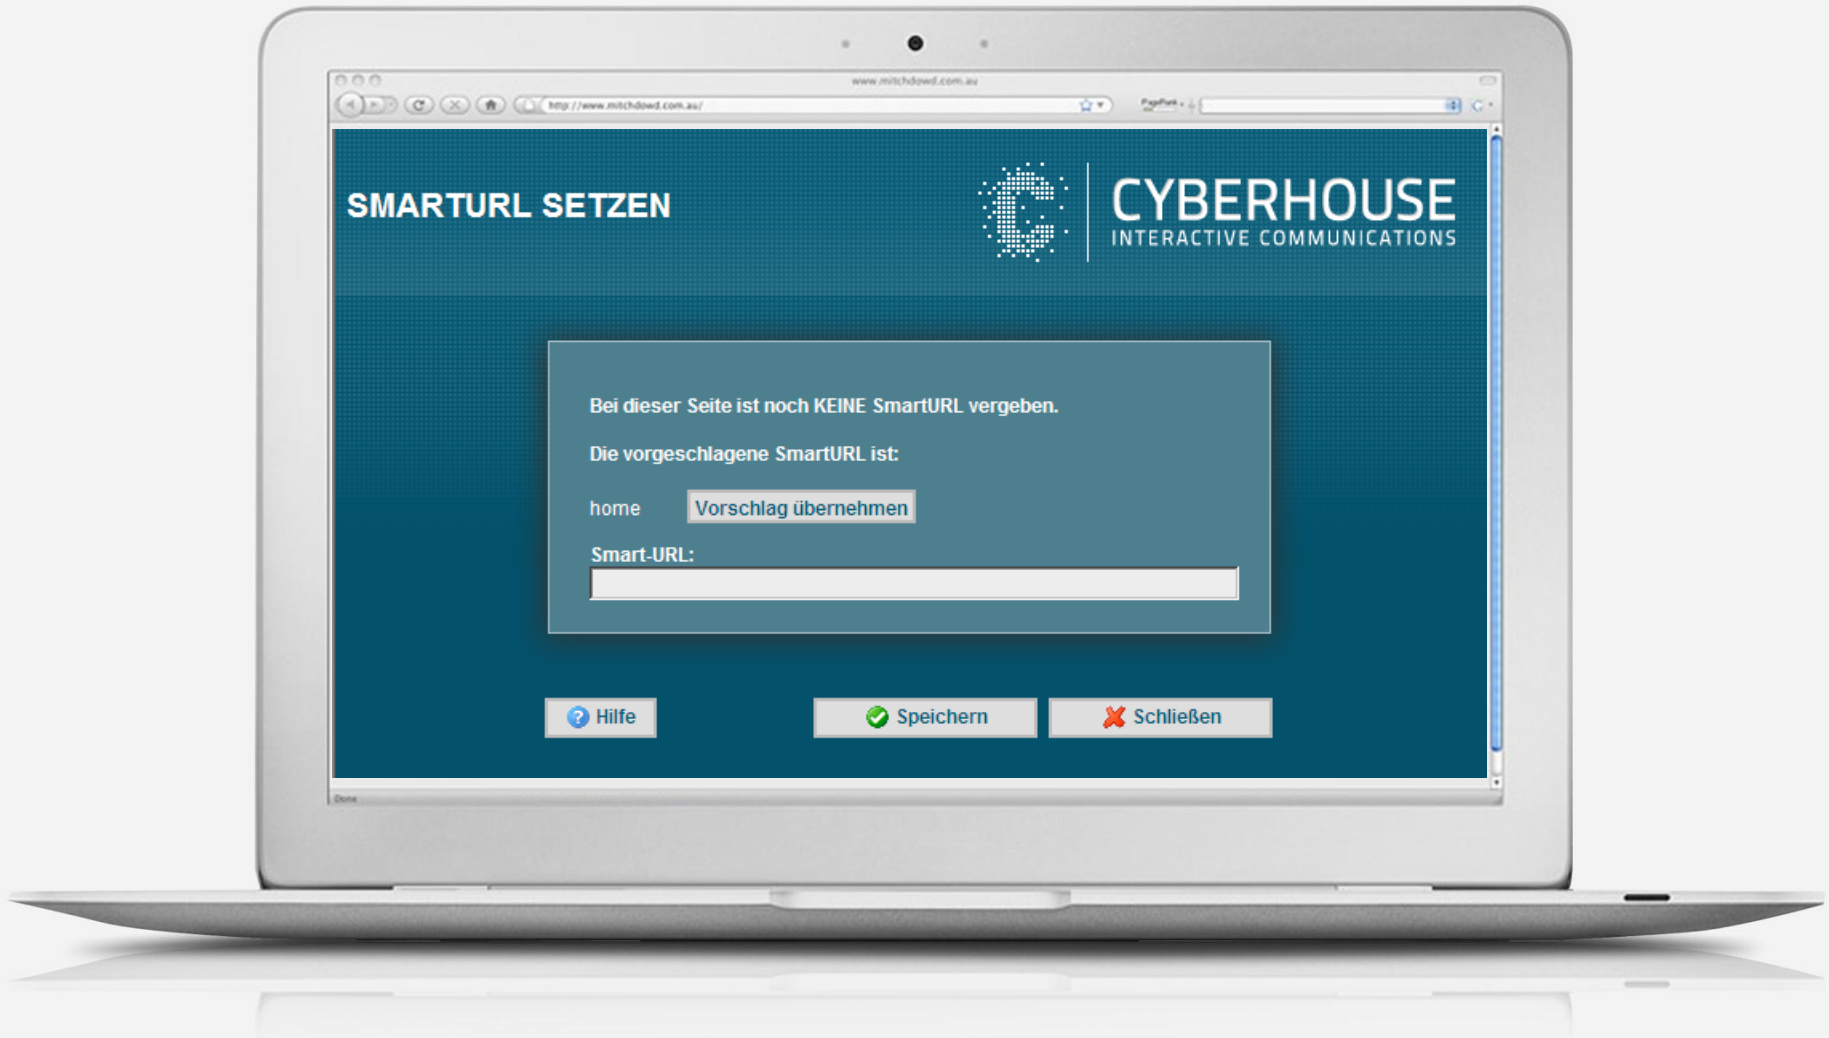 www.mitchdowd.com.au
http://www.mitchdowd.com.au/
PageRank
SMARTURL SETZEN
CYBERHOUSE
INTERACTIVE COMMUNICATIONS
Bei dieser Seite ist noch KEINE SmartURL vergeben.
Die vorgeschlagene SmartURL ist:
home Vorschlag übernehmen
Smart-URL:
Hilfe Speichern Schließen
Done